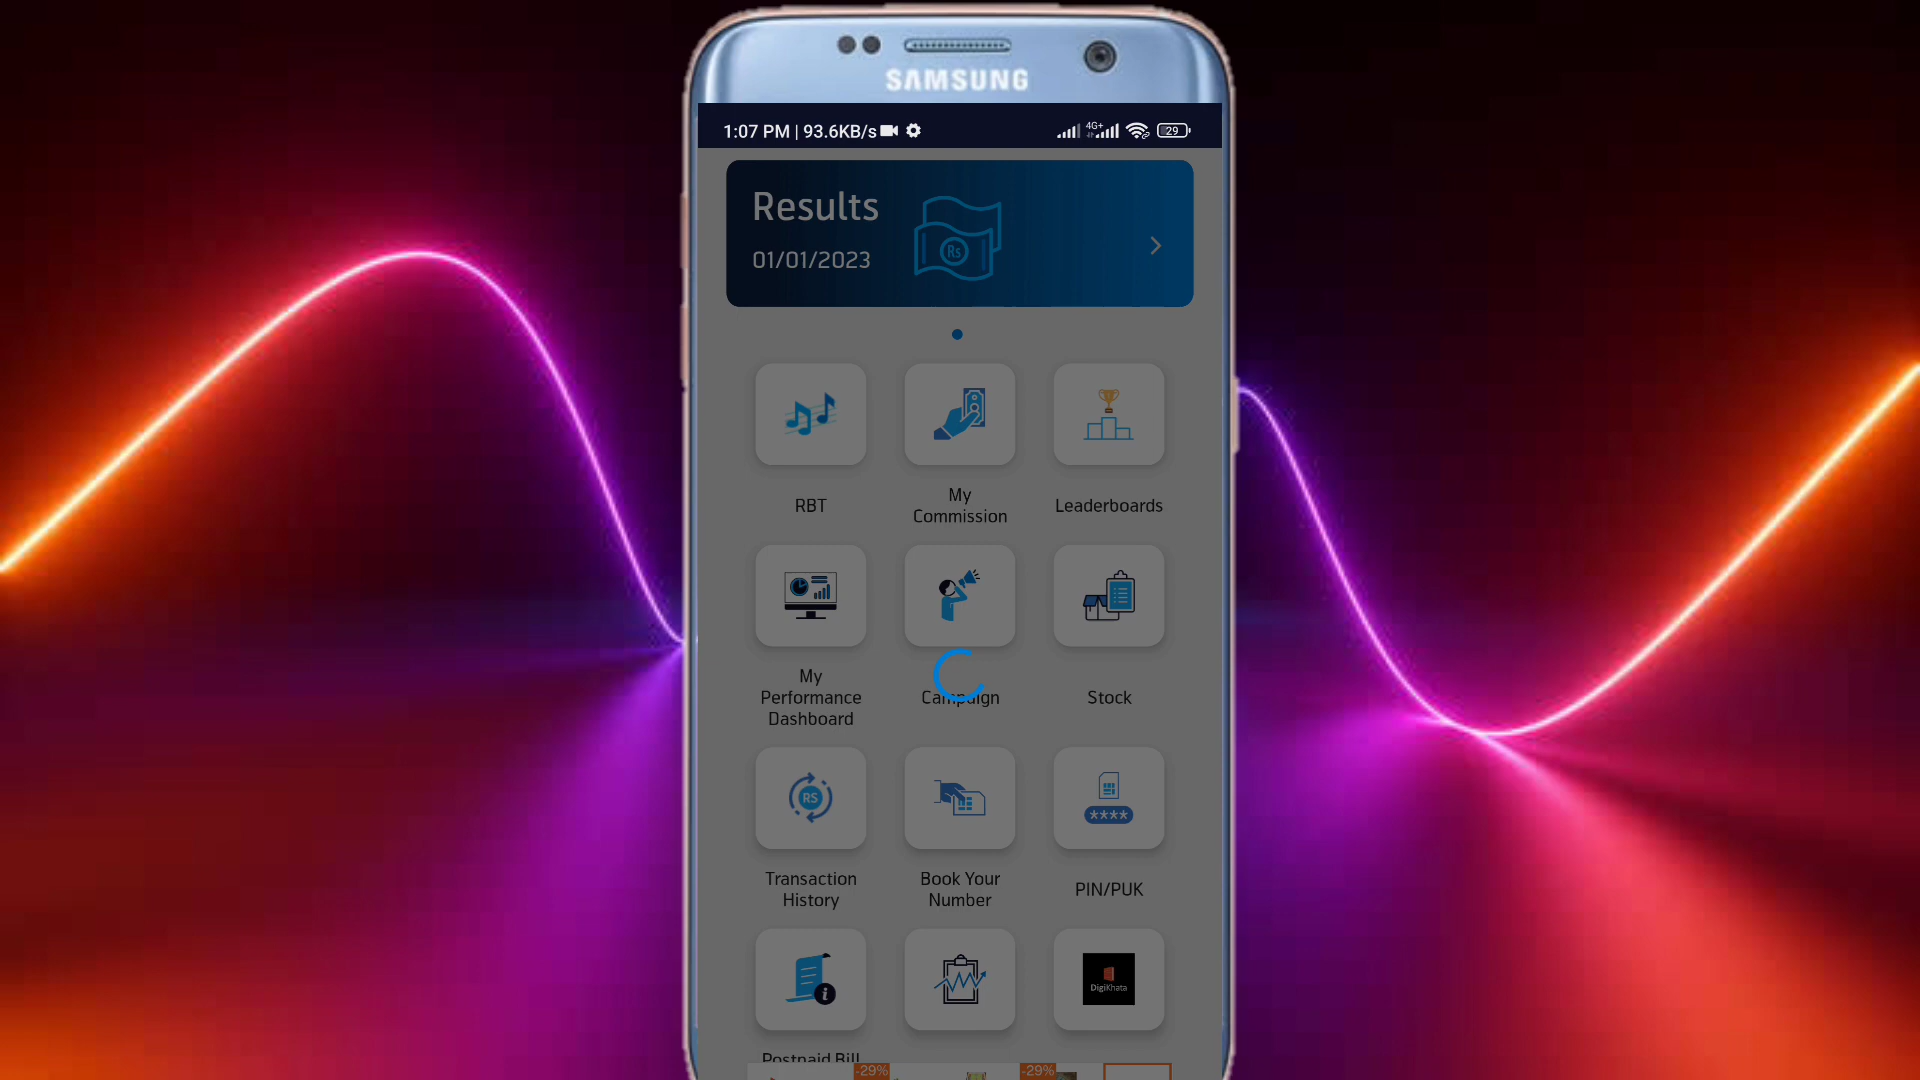 SAMSUNG
1:07 PM | 93.6KB/s
4G+
29
Results
01/01/2023
Rs
RBT
My
Commission
Leaderboards
My
Performance
Dashboard
Campaign
Stock
RS
Transaction
History
Book Your
Number
****
PIN/PUK
i
DigiKhata
Postpaid Bill
-29%
-29%